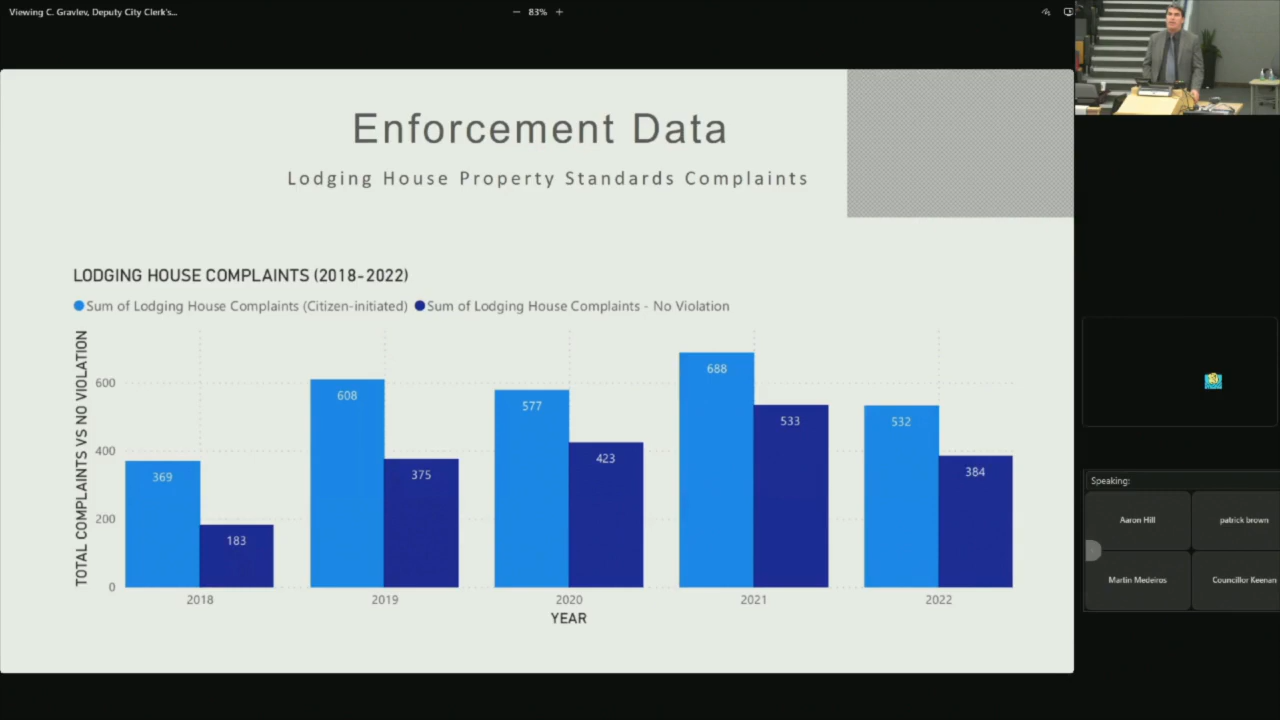 Viewing C. Gravlev, Deputy City Clerk's...
− 83% +
Enforcement Data
Lodging House Property Standards Complaints
LODGING HOUSE COMPLAINTS (2018-2022)
Sum of Lodging House Complaints (Citizen-initiated) Sum of Lodging House Complaints - No Violation
TOTAL COMPLAINTS VS NO VIOLATION
600
400
200
0
369
183
608
375
577
423
688
533
532
384
2018 2019 2020 2021 2022
YEAR
Speaking:
Aaron Hill
patrick brown
Martin Medeiros
Councillor Keenan